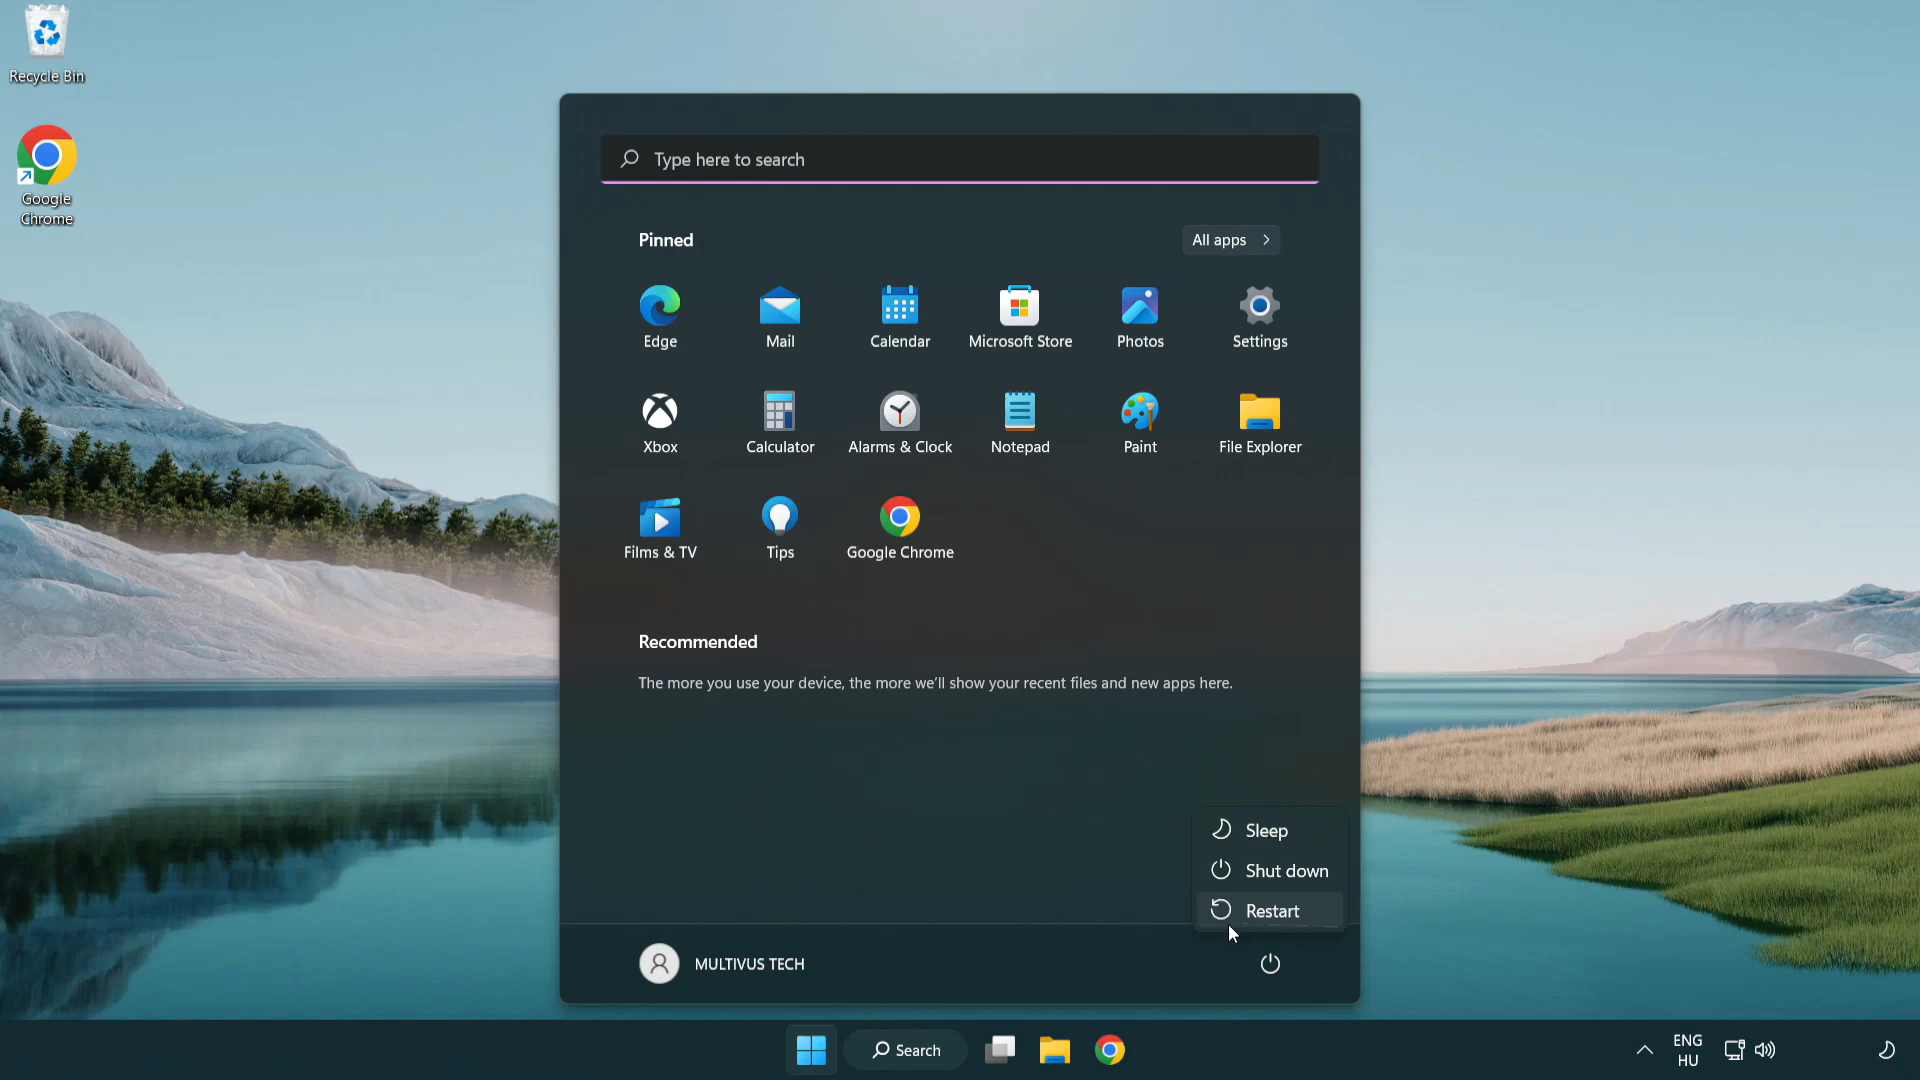 Recycle Bin
Google
Chrome
Type here to search
Pinned
All apps
Edge
Mail
Calendar
Microsoft Store
Photos
Settings
Xbox
Calculator
Alarms & Clock
Notepad
Paint
File Explorer
Films & TV
Tips
Google Chrome
Recommended
The more you use your device, the more we'll show your recent files and new apps here.
Sleep
Shut down
Restart
MULTIVUS TECH
Search
ENG
HU